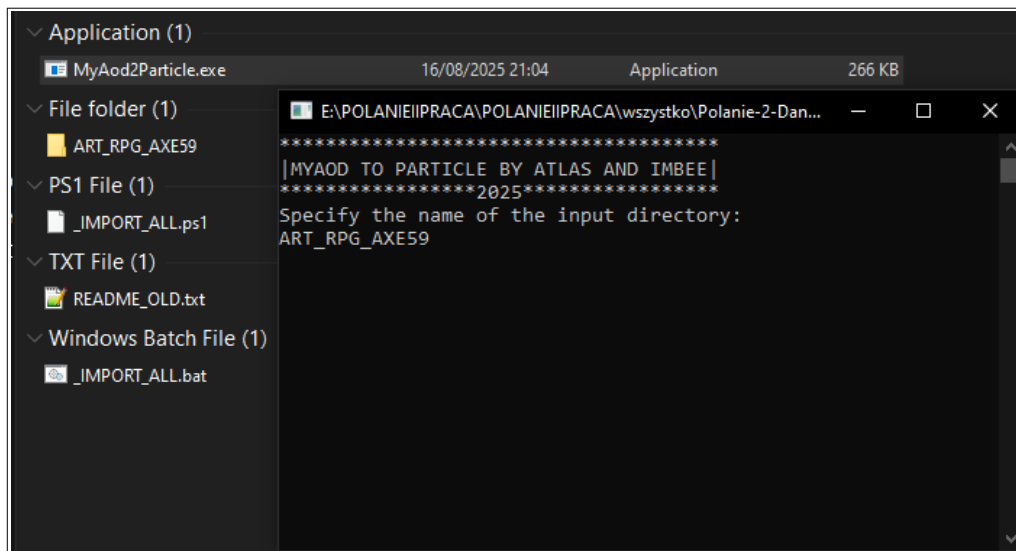 Application (1)
MyAod2Particle.exe 16/08/2025 21:04 Application 266 KB
File folder (1)
ART_RPG_AXE59
PS1 File (1)
_IMPORT_ALL.ps1
TXT File (1)
README_OLD.txt
Windows Batch File (1)
_IMPORT_ALL.bat
E:\POLANIEIIPRACA\POLANIEIIPRACA\wszystko\Polanie-2-Dan...
**************************************
|MYAOD TO PARTICLE BY ATLAS AND IMBEE|
*****************2025*****************
Specify the name of the input directory:
ART_RPG_AXE59